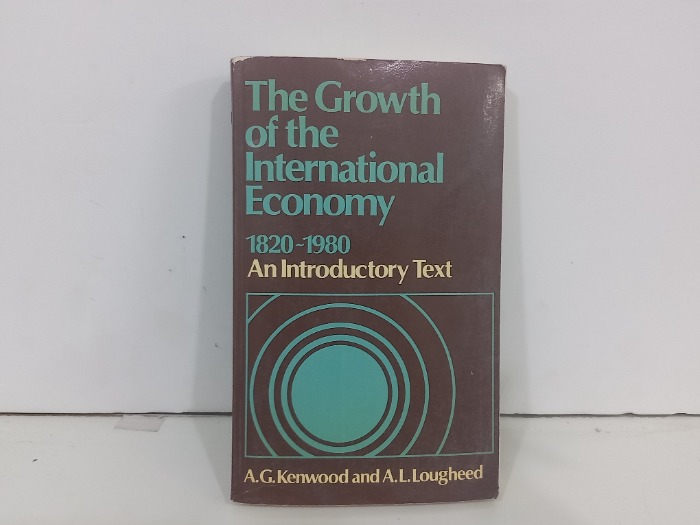 The Growth
of the
International
Economy
1820~1980
An Introductory Text
A.G. Kenwood and A.L. Lougheed